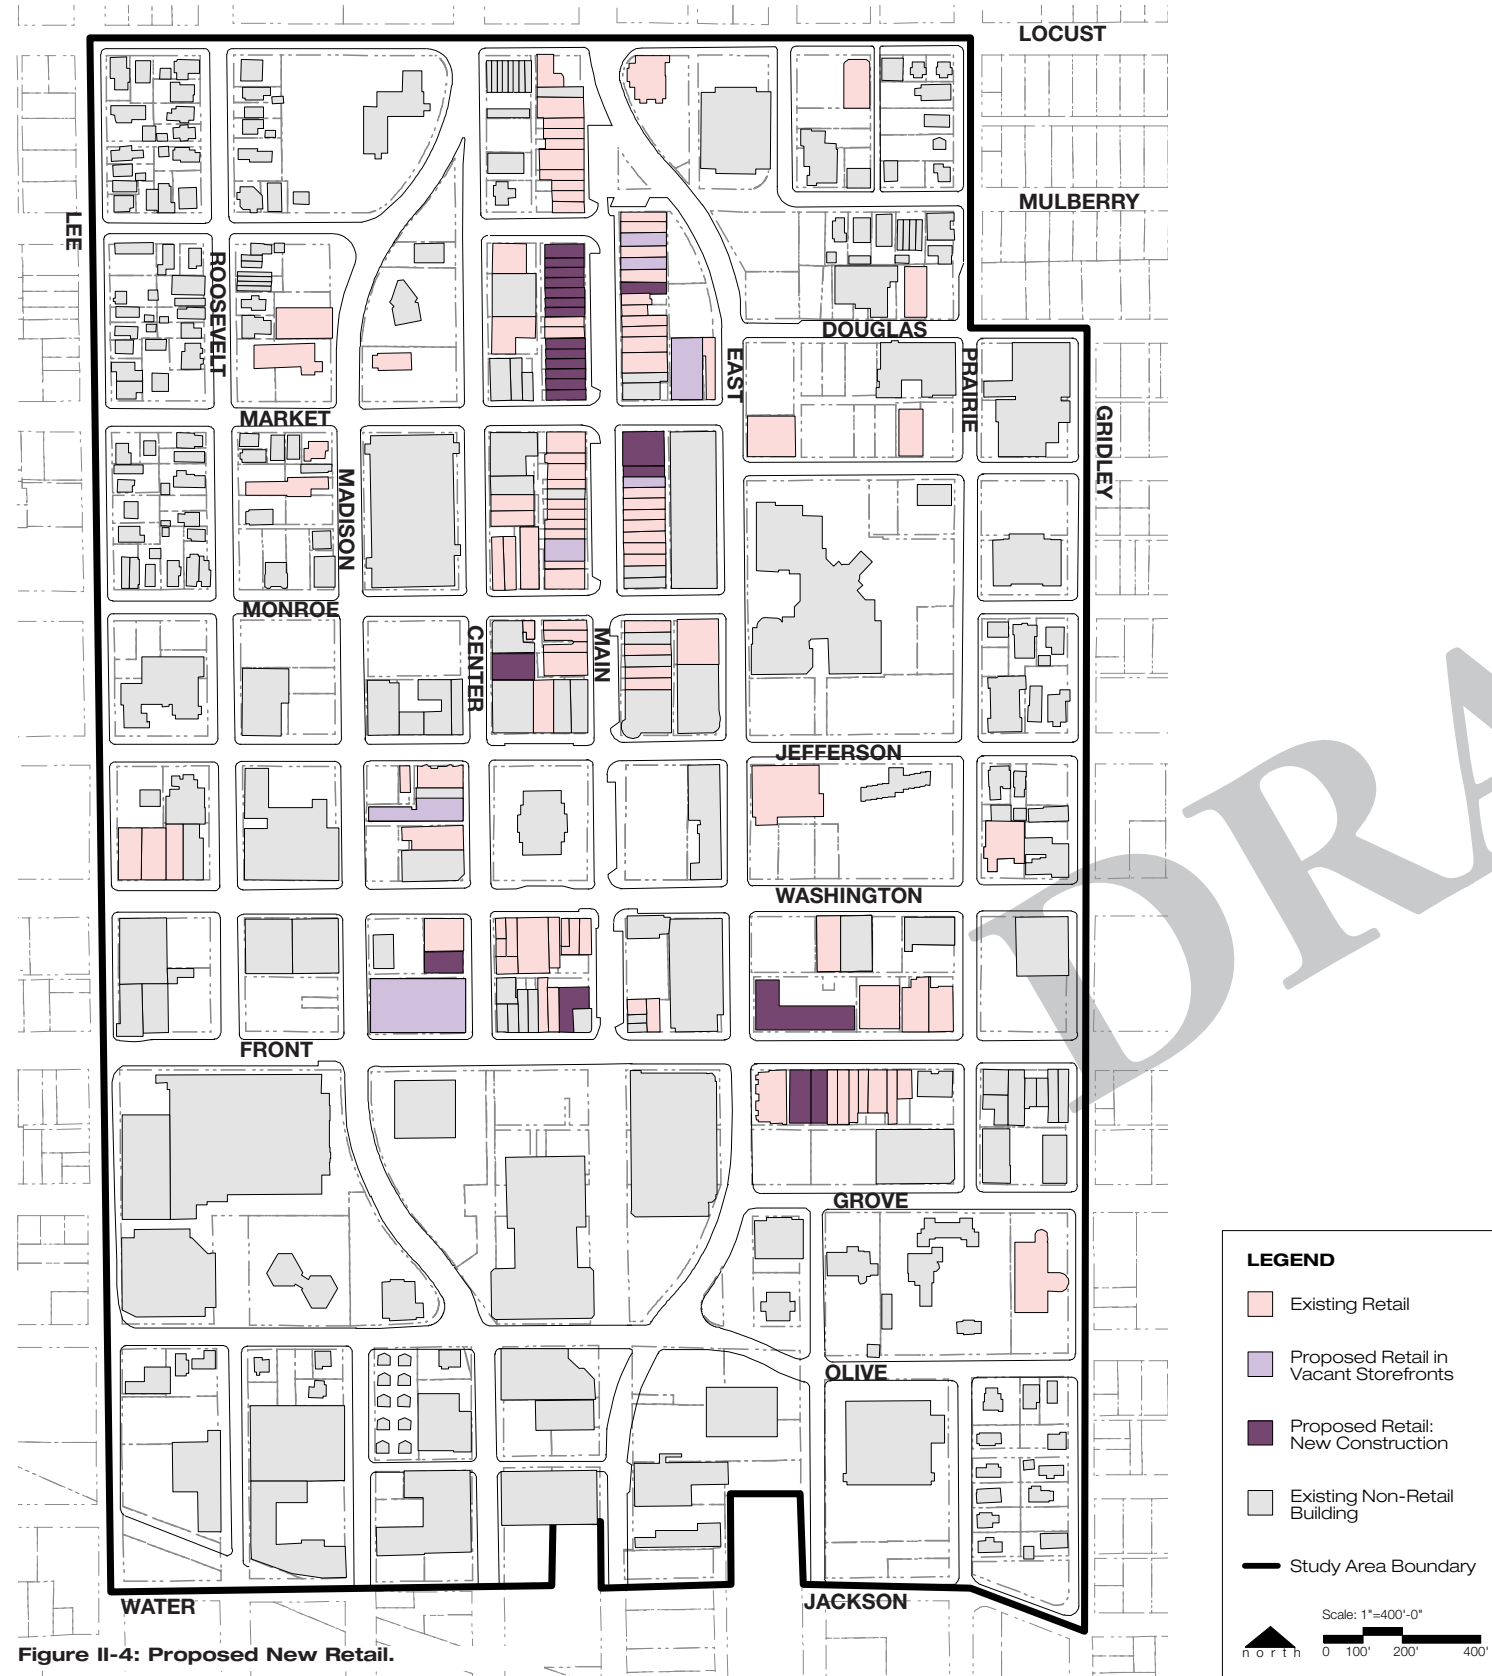 LOCUST
MULBERRY
LEE
ROOSEVELT
DOUGLAS
EAST
PRAIRIE
MARKET
GRIDLEY
MADISON
MONROE
CENTER
MAIN
JEFFERSON
WASHINGTON
FRONT
GROVE
OLIVE
WATER
JACKSON
DRA
LEGEND
Existing Retail
Proposed Retail in
Vacant Storefronts
Proposed Retail:
New Construction
Existing Non-Retail
Building
Study Area Boundary
Scale: 1"=400'-0"
north
0 100' 200' 400'
Figure II-4: Proposed New Retail.